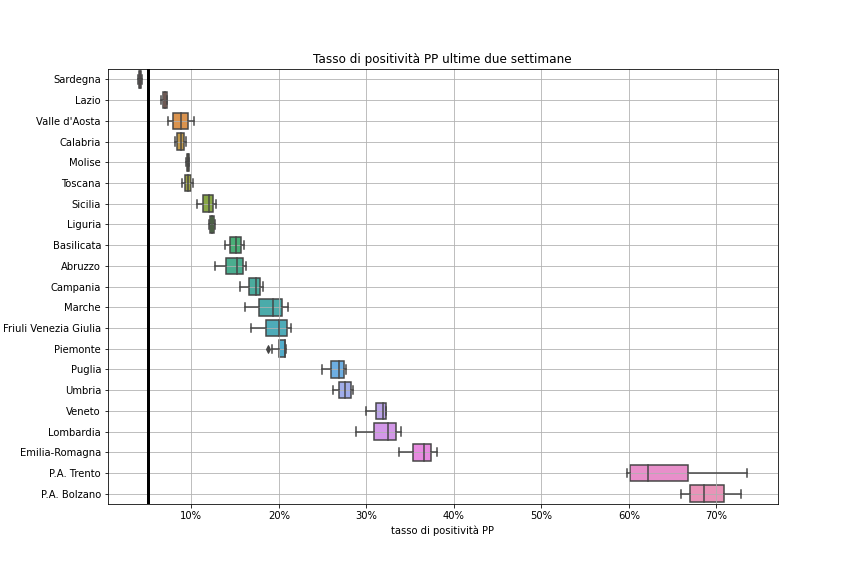 Tasso di positività PP ultime due settimane
Sardegna
Lazio
Valle d'Aosta
Calabria
Molise
Toscana
Sicilia
Liguria
Basilicata
Abruzzo
Campania
Marche
Friuli Venezia Giulia
Piemonte
Puglia
Umbria
Veneto
Lombardia
Emilia-Romagna
P.A. Trento
P.A. Bolzano
10% 20% 30% 40% 50% 60% 70%
tasso di positività PP